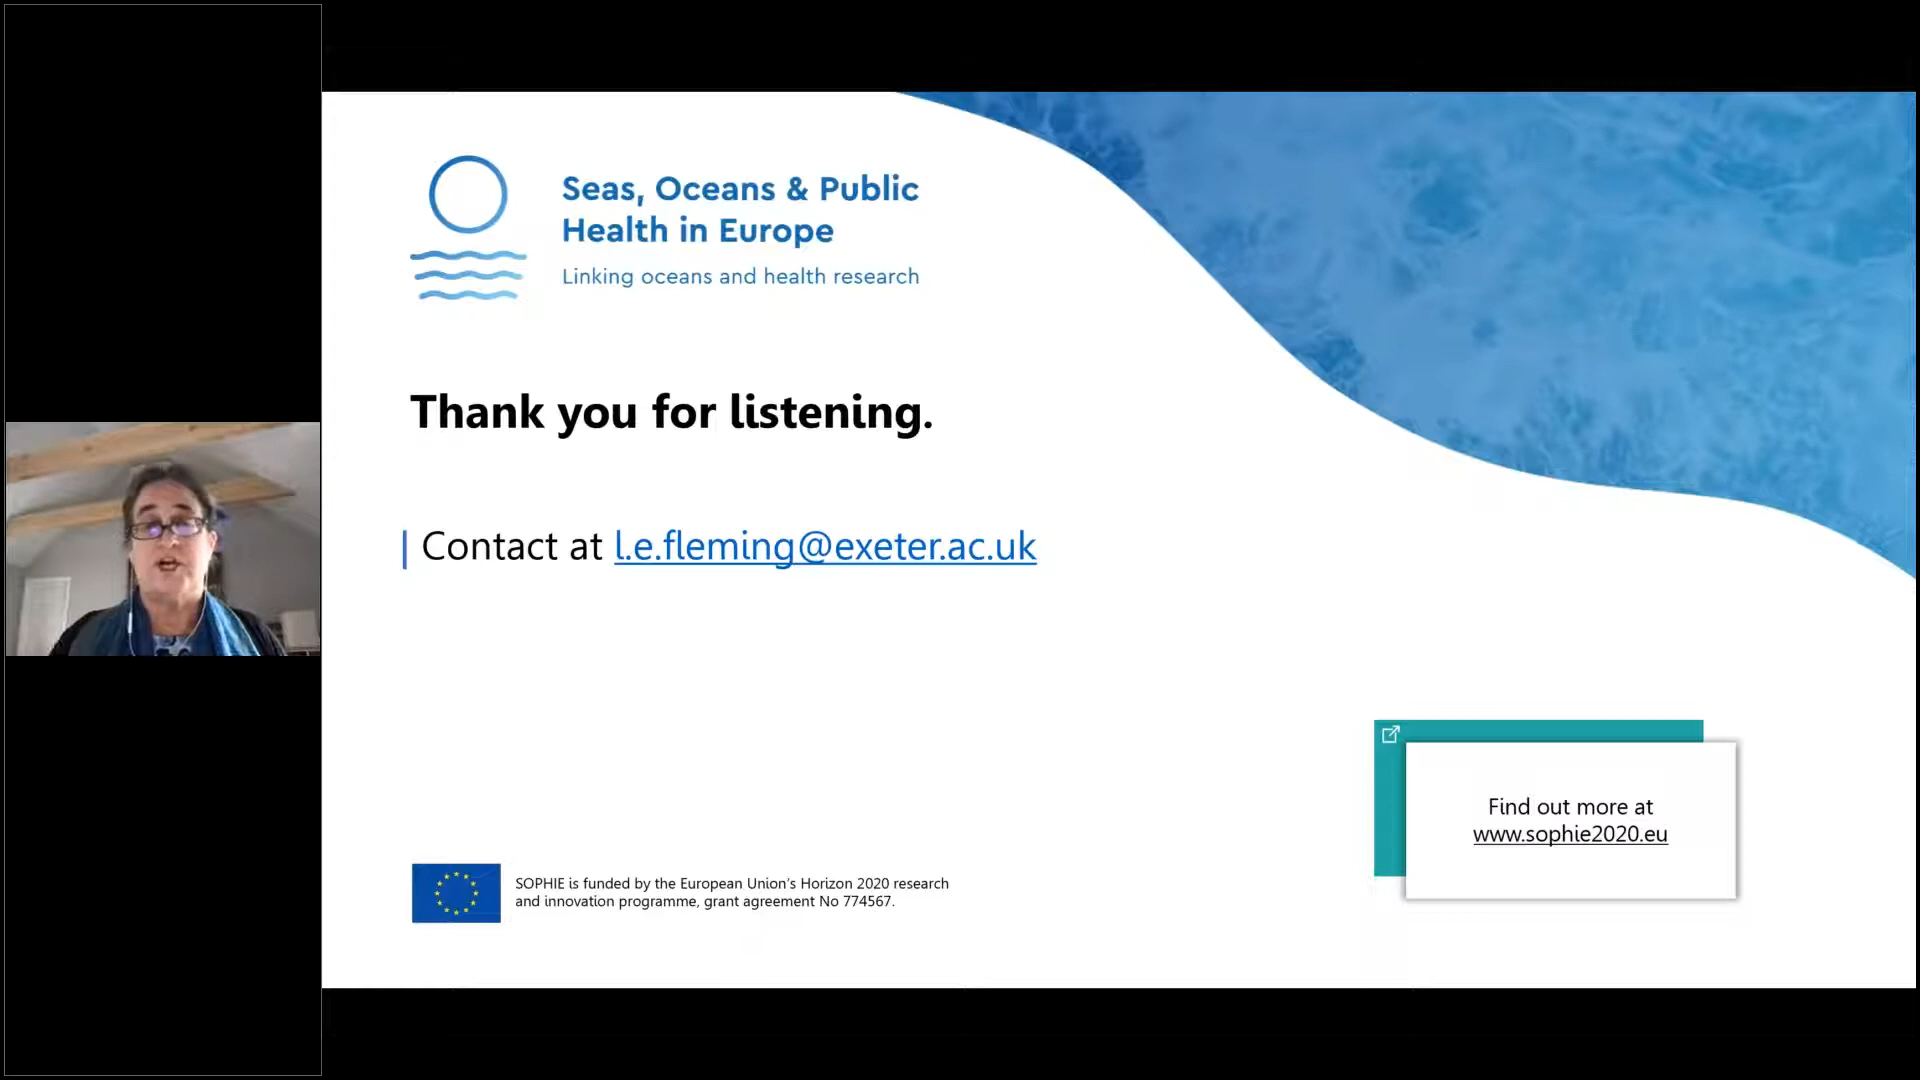 Seas, Oceans & Public
Health in Europe
Linking oceans and health research
Thank you for listening.
Contact at l.e.fleming@exeter.ac.uk
Find out more at
www.sophie2020.eu
SOPHIE is funded by the European Union’s Horizon 2020 research
and innovation programme, grant agreement No 774567.